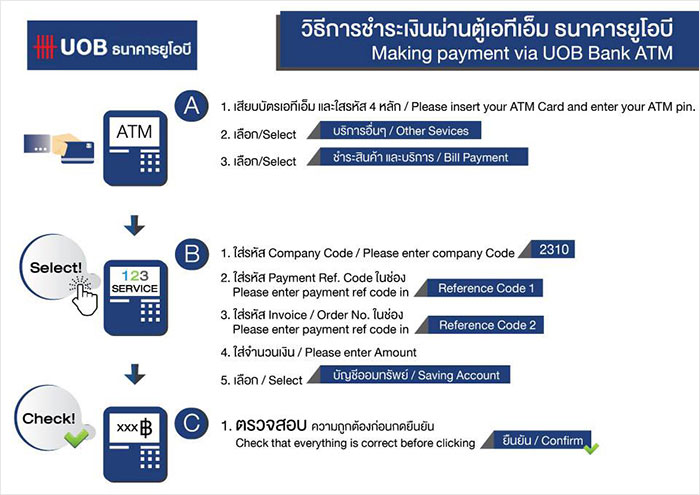 UOB ธนาคารยูโอบี
วิธีการชำระเงินผ่านตู้เอทีเอ็ม ธนาคารยูโอบี
Making payment via UOB Bank ATM
A
ATM
1. เสียบบัตรเอทีเอ็ม และใส่รหัส 4 หลัก / Please insert your ATM Card and enter your ATM pin.
2. เลือก/Select บริการอื่นๆ / Other Sevices
3. เลือก/Select ชำระสินค้า และบริการ / Bill Payment
Select!
123
SERVICE
B
1. ใส่รหัส Company Code / Please enter company Code 2310
2. ใส่รหัส Payment Ref. Code ในช่อง
Please enter payment ref code in Reference Code 1
3. ใส่รหัส Invoice / Order No. ในช่อง
Please enter payment ref code in Reference Code 2
4. ใส่จำนวนเงิน / Please enter Amount
5. เลือก / Select บัญชีออมทรัพย์ / Saving Account
Check!
xxx฿
C
1. ตรวจสอบ ความถูกต้องก่อนกดยืนยัน
Check that everything is correct before clicking ยืนยัน / Confirm